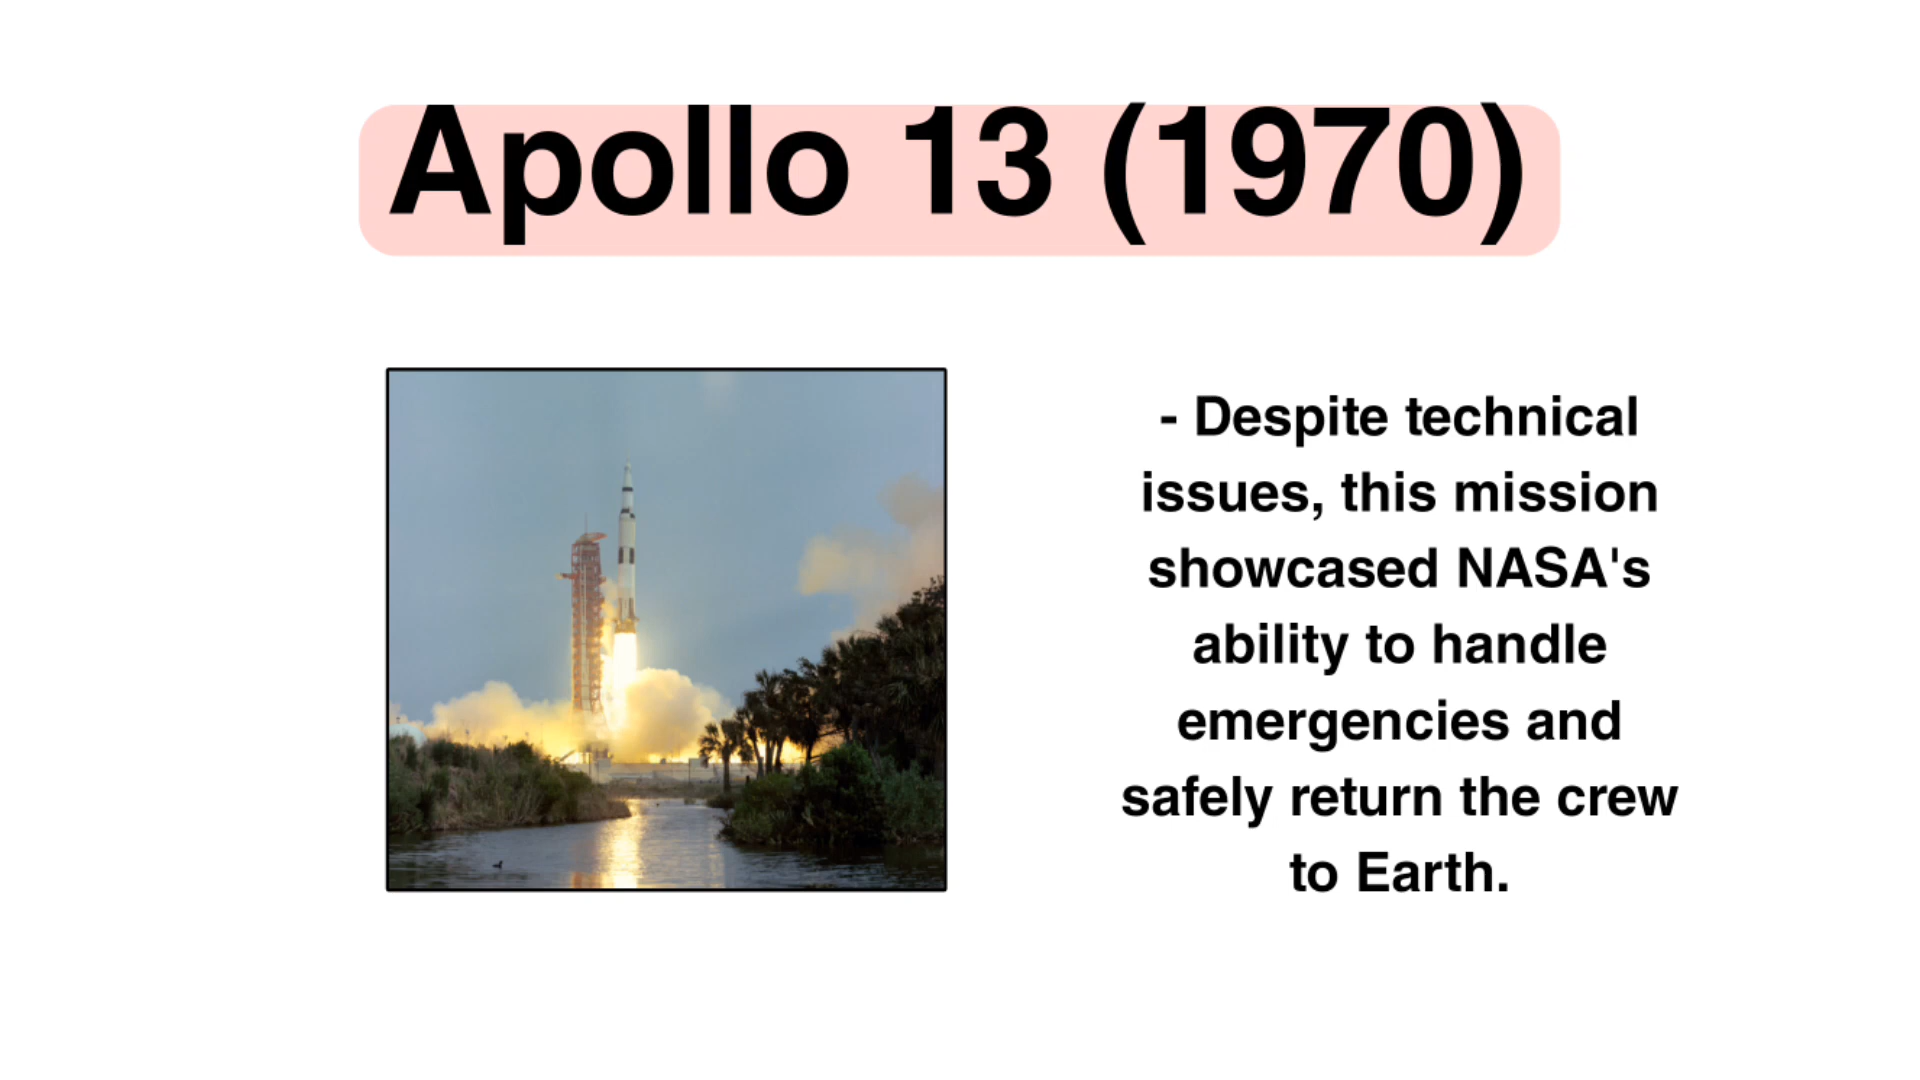 Apollo 13 (1970)
- Despite technical
issues, this mission
showcased NASA's
ability to handle
emergencies and
safely return the crew
to Earth.